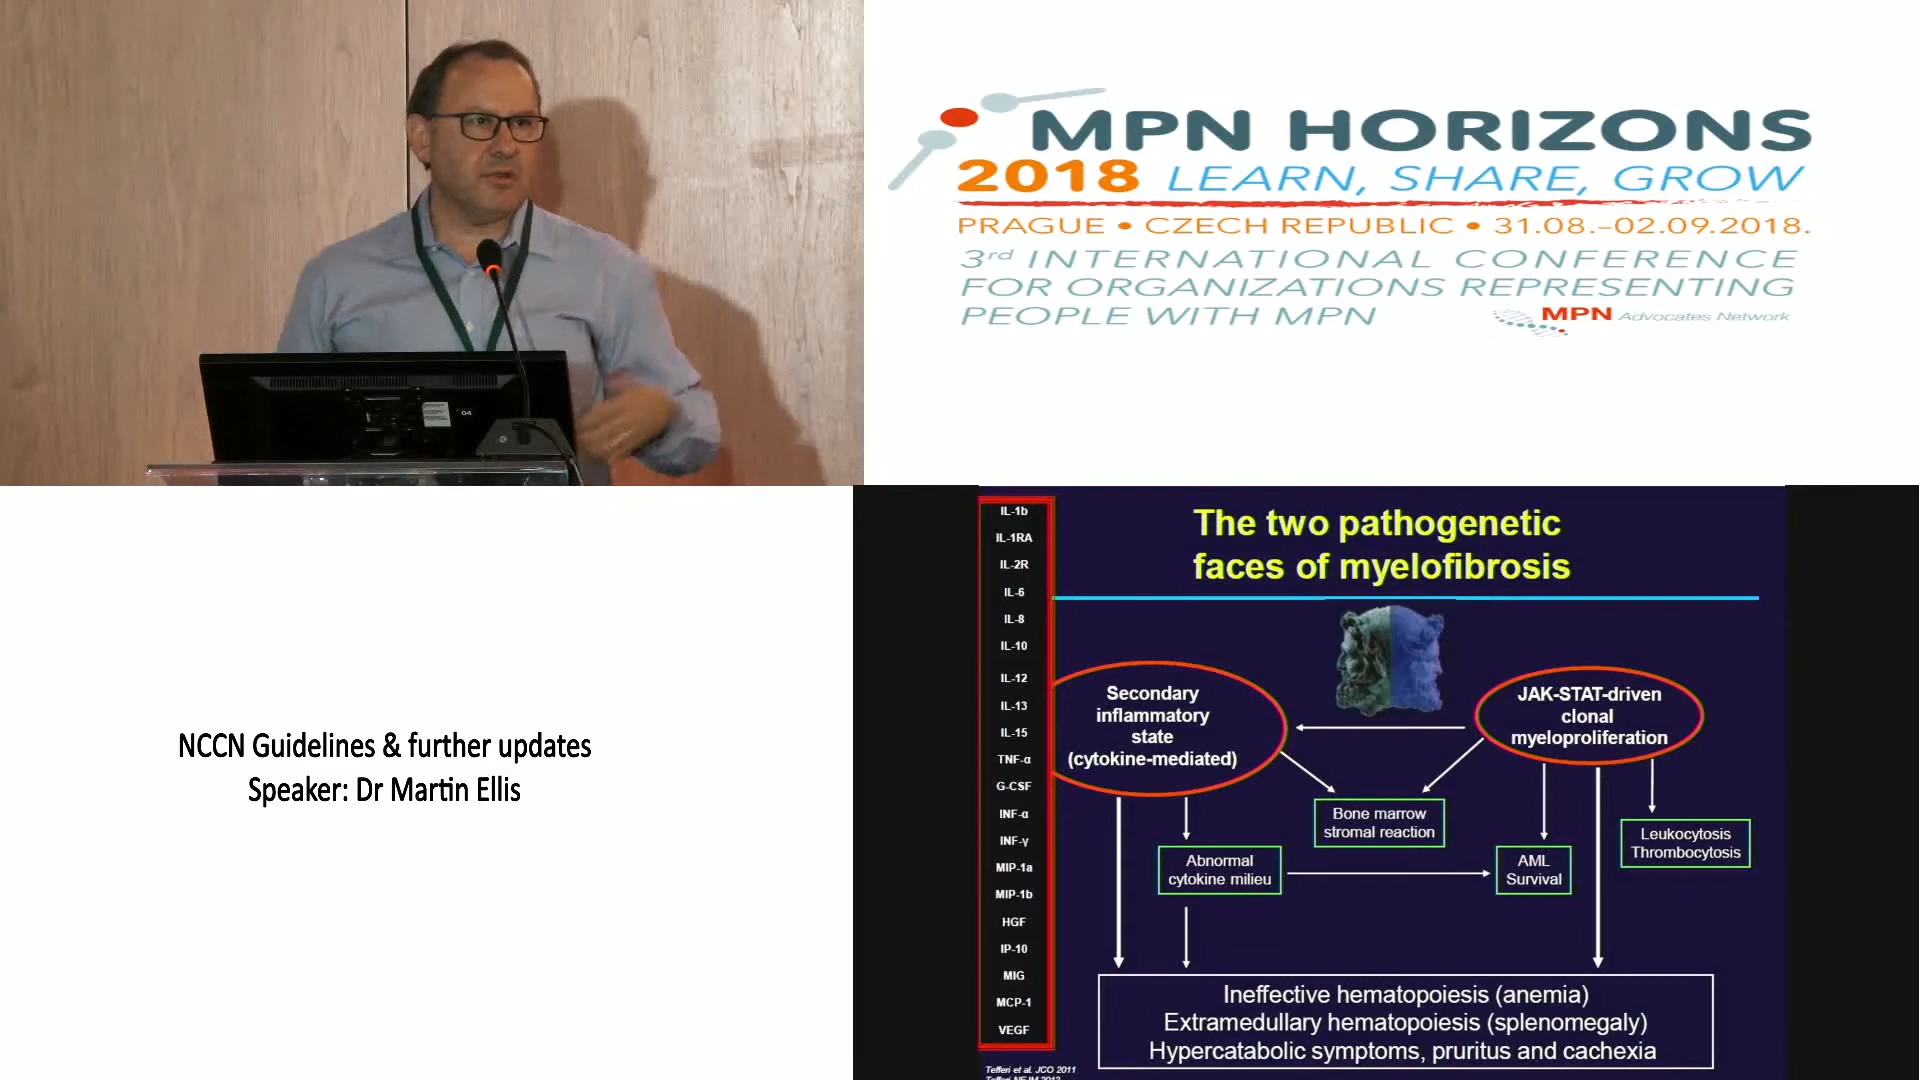 MPN HORIZONS
2018 LEARN, SHARE, GROW
PRAGUE • CZECH REPUBLIC • 31.08.–02.09.2018.
3rd INTERNATIONAL CONFERENCE
FOR ORGANIZATIONS REPRESENTING
PEOPLE WITH MPN
MPN Advocates Network
04
NCCN Guidelines & further updates
Speaker: Dr Martin Ellis
The two pathogenetic
faces of myelofibrosis
IL-1b
IL-1RA
IL-2R
IL-6
IL-8
IL-10
IL-12
IL-13
IL-15
TNF-α
G-CSF
INF-α
INF-γ
MIP-1a
MIP-1b
HGF
IP-10
MIG
MCP-1
VEGF
Secondary
inflammatory
state
(cytokine-mediated)
JAK-STAT-driven
clonal
myeloproliferation
Bone marrow
stromal reaction
Leukocytosis
Thrombocytosis
Abnormal
cytokine milieu
AML
Survival
Ineffective hematopoiesis (anemia)
Extramedullary hematopoiesis (splenomegaly)
Hypercatabolic symptoms, pruritus and cachexia
Tefferi et al. JCO 2011
Tefferi NEJM 2012